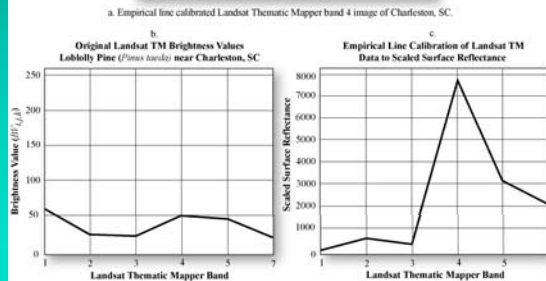 a. Empirical line calibrated Landsat Thematic Mapper band 4 image of Charleston, SC.
b.
Original Landsat TM Brightness Values
Loblolly Pine (Pinus taeda) near Charleston, SC
250
200
150
100
50
0
Brightness Value (BVi,j,k)
1 2 3 4 5 7
Landsat Thematic Mapper Band
c.
Empirical Line Calibration of Landsat TM
Data to Scaled Surface Reflectance
8000
7000
6000
5000
4000
3000
2000
1000
0
Scaled Surface Reflectance
1 2 3 4 5
Landsat Thematic Mapper Band